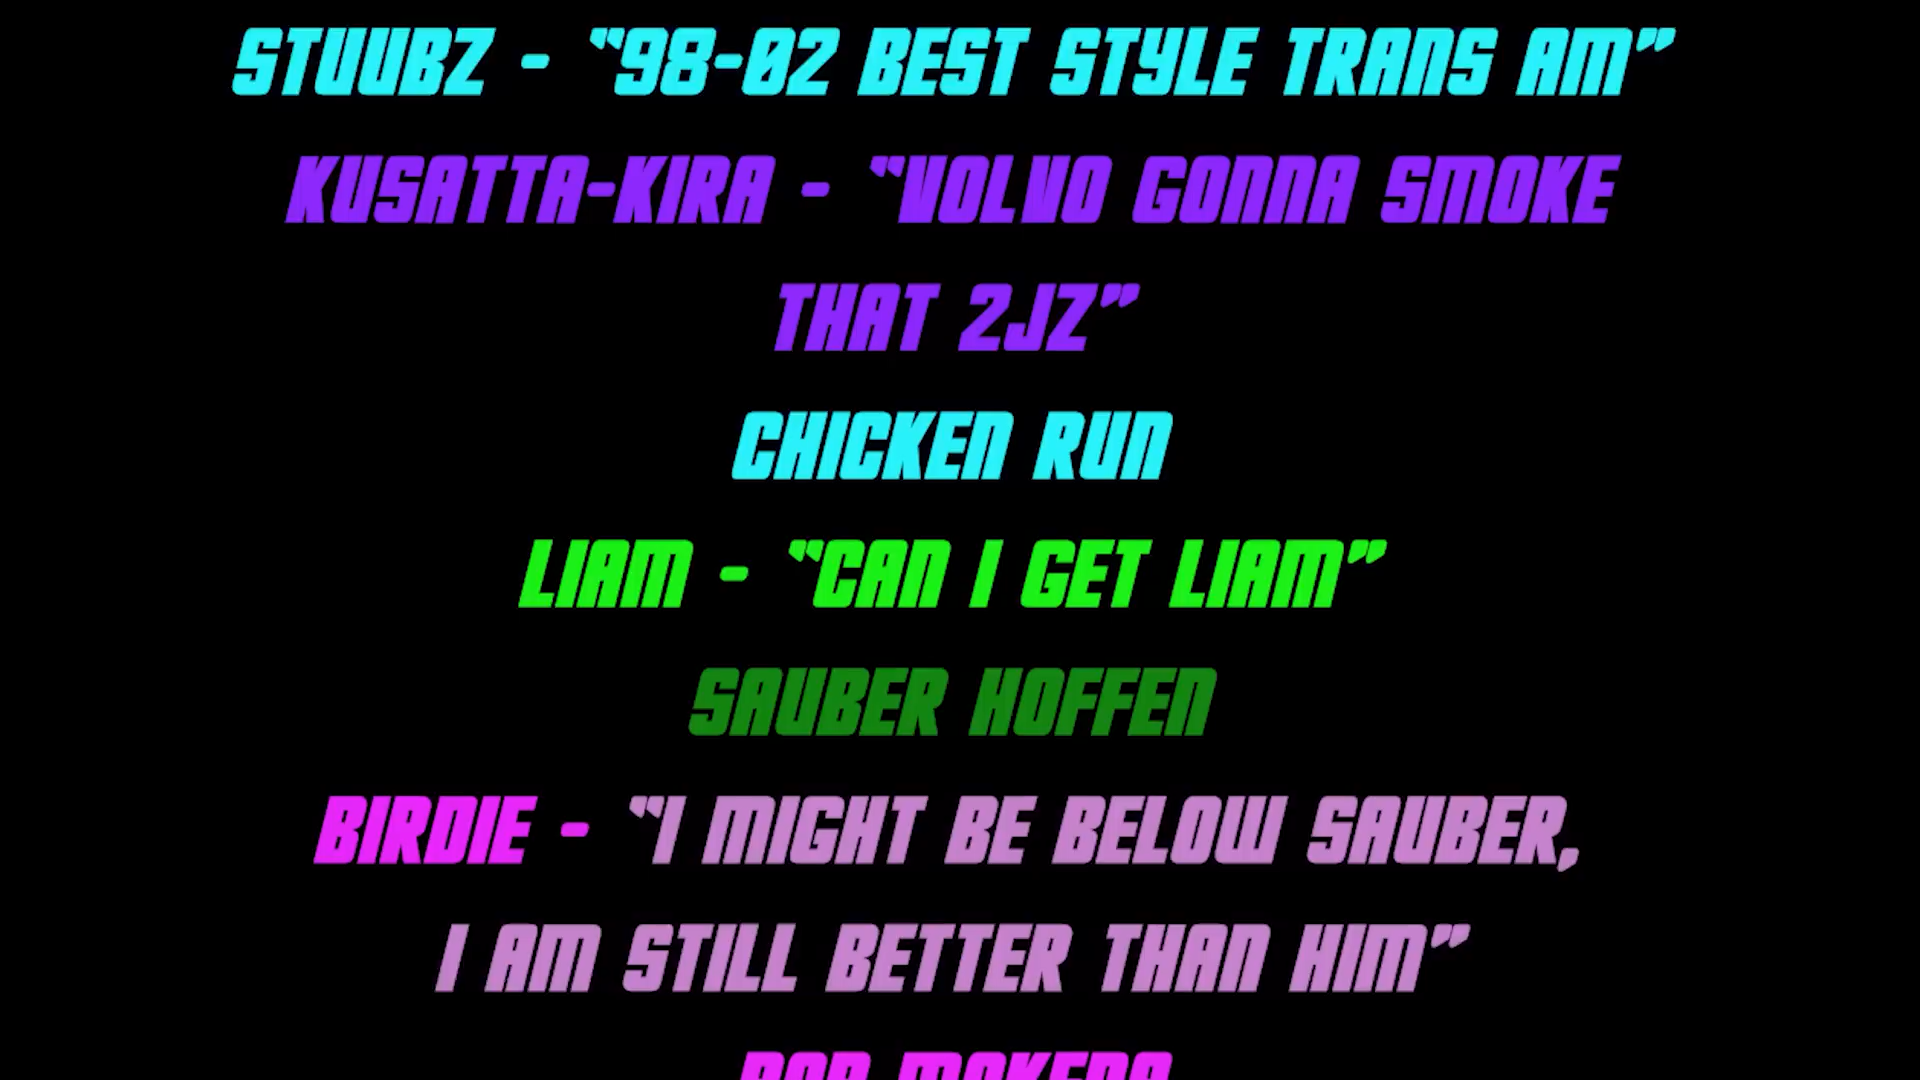 STUUBZ - "98-02 BEST STYLE TRANS AM"
KUSATTA-KIRA - "VOLVO GONNA SMOKE
THAT 2JZ"
CHICKEN RUN
LIAM - "CAN I GET LIAM"
SAUBER HOFFEN
BIRDIE - "I MIGHT BE BELOW SAUBER,
I AM STILL BETTER THAN HIM"